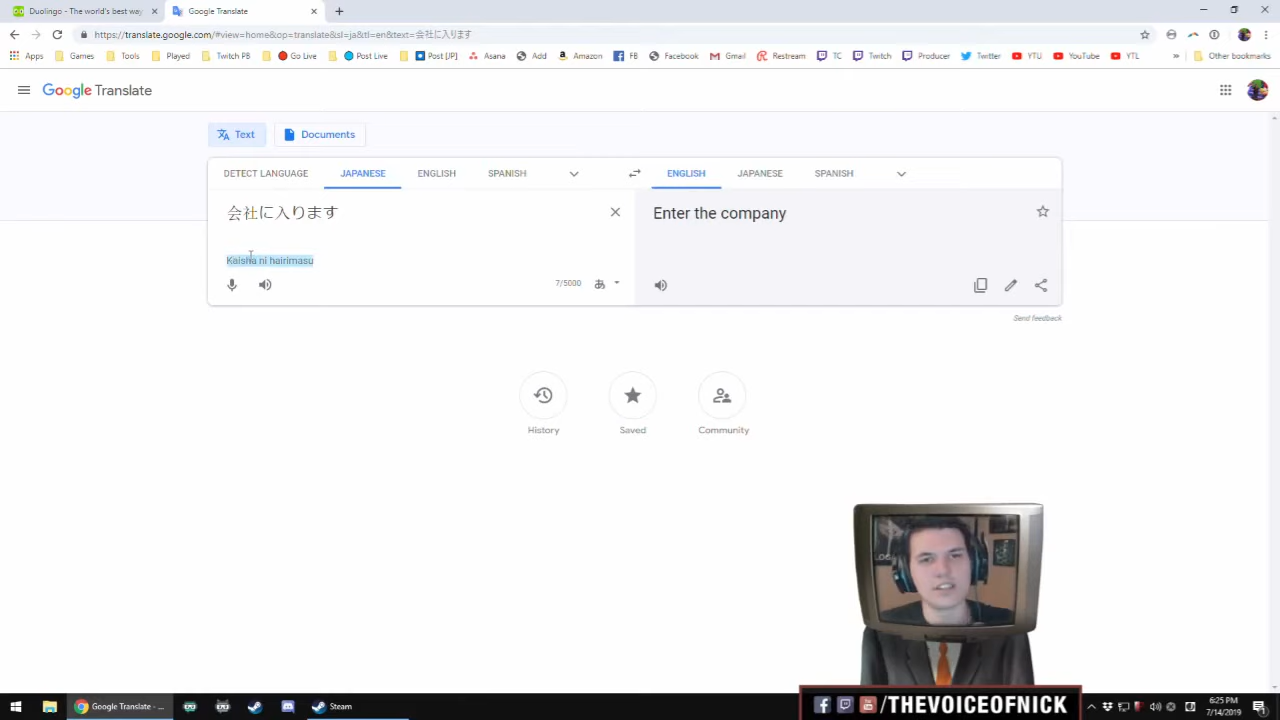 Duolingo - The world's best way
Google Translate
https://translate.google.com/#view=home&op=translate&sl=ja&tl=en&text=会社に入ります
Apps Games Tools Played Twitch PB Go Live Post Live Post [JP] Asana Add Amazon FB Facebook Gmail Restream TC Twitch Producer Twitter YTU YouTube YTL » Other bookmarks
Google Translate
Text Documents
DETECT LANGUAGE JAPANESE ENGLISH SPANISH ENGLISH JAPANESE SPANISH
会社に入ります
Enter the company
Kaisha ni hairimasu
7/5000 あ
Send feedback
History Saved Community
/THEVOICEOFNICK
Google Translate - ...
Steam
6:25 PM
7/14/2019